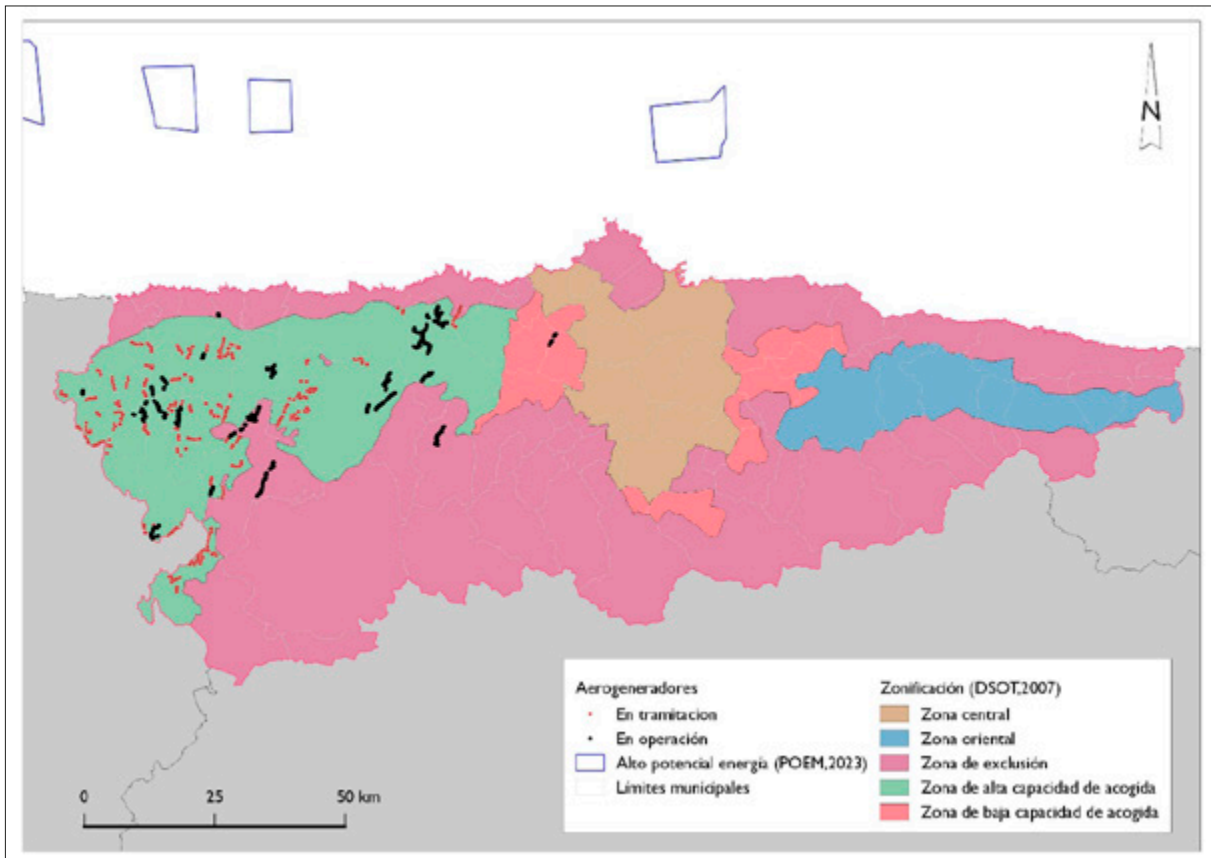 N
Aerogeneradores
En tramitacion
En operación
Alto potencial energía (POEM,2023)
Límites municipales
Zonificación (DSOT,2007)
Zona central
Zona oriental
Zona de exclusión
Zona de alta capacidad de acogida
Zona de baja capacidad de acogida
0 25 50 km